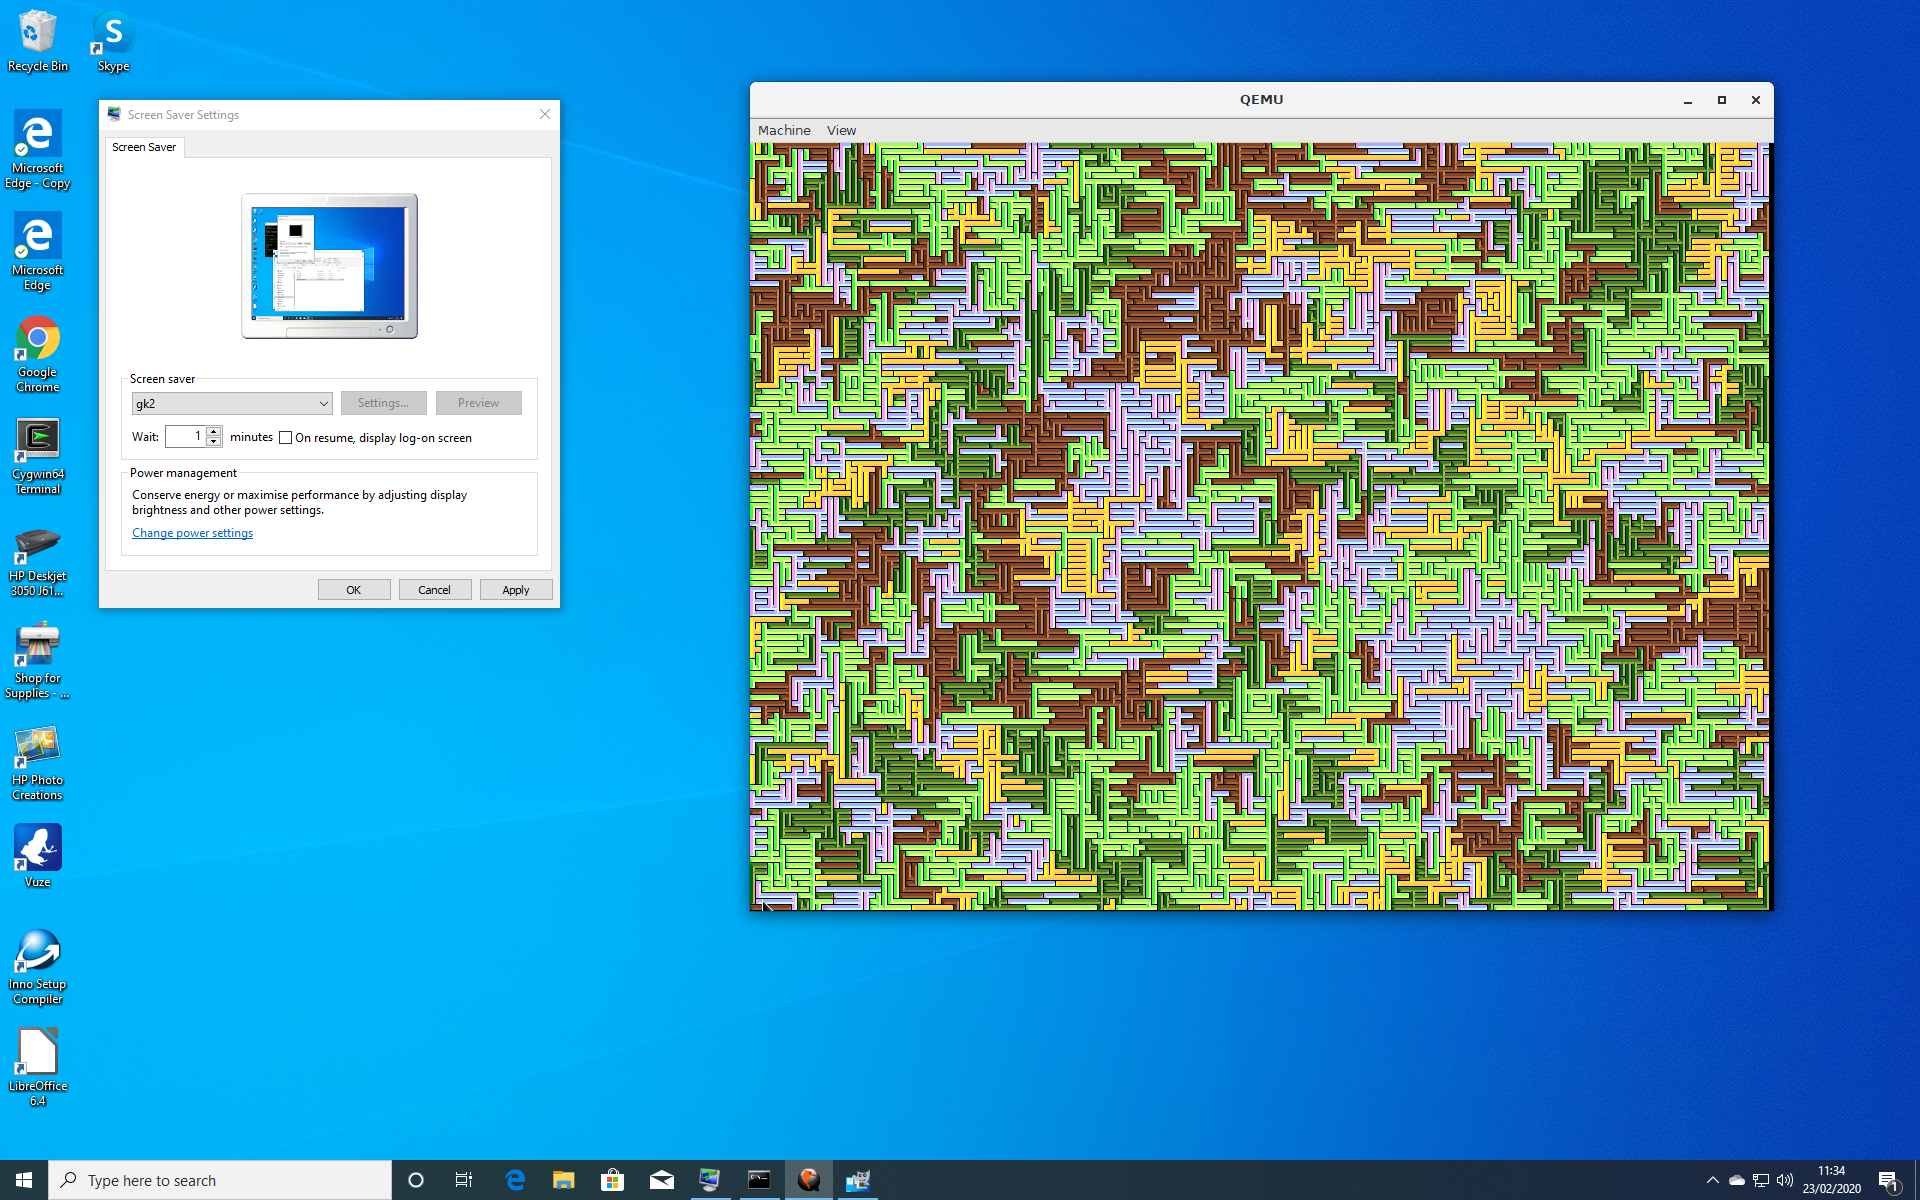 Recycle Bin
Skype
Microsoft
Edge - Copy
Microsoft
Edge
Google
Chrome
Cygwin64
Terminal
HP Deskjet
3050 J61...
Shop for
Supplies - ...
HP Photo
Creations
Vuze
Inno Setup
Compiler
LibreOffice
6.4
Screen Saver Settings
Screen Saver
Screen saver
gk2
Settings...
Preview
Wait:
1
minutes
On resume, display log-on screen
Power management
Conserve energy or maximise performance by adjusting display
brightness and other power settings.
Change power settings
OK
Cancel
Apply
QEMU
Machine
View
Type here to search
11:34
23/02/2020
1